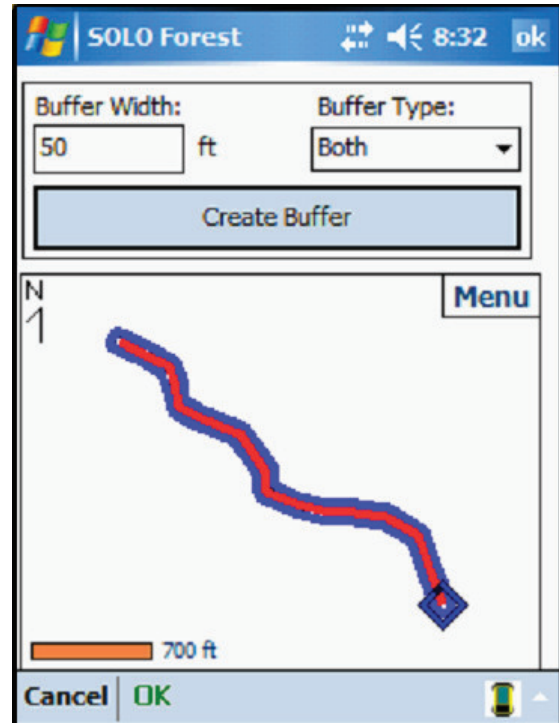 SOLO Forest 8:32 ok
Buffer Width: Buffer Type:
50 ft Both
Create Buffer
N Menu
700 ft
Cancel OK